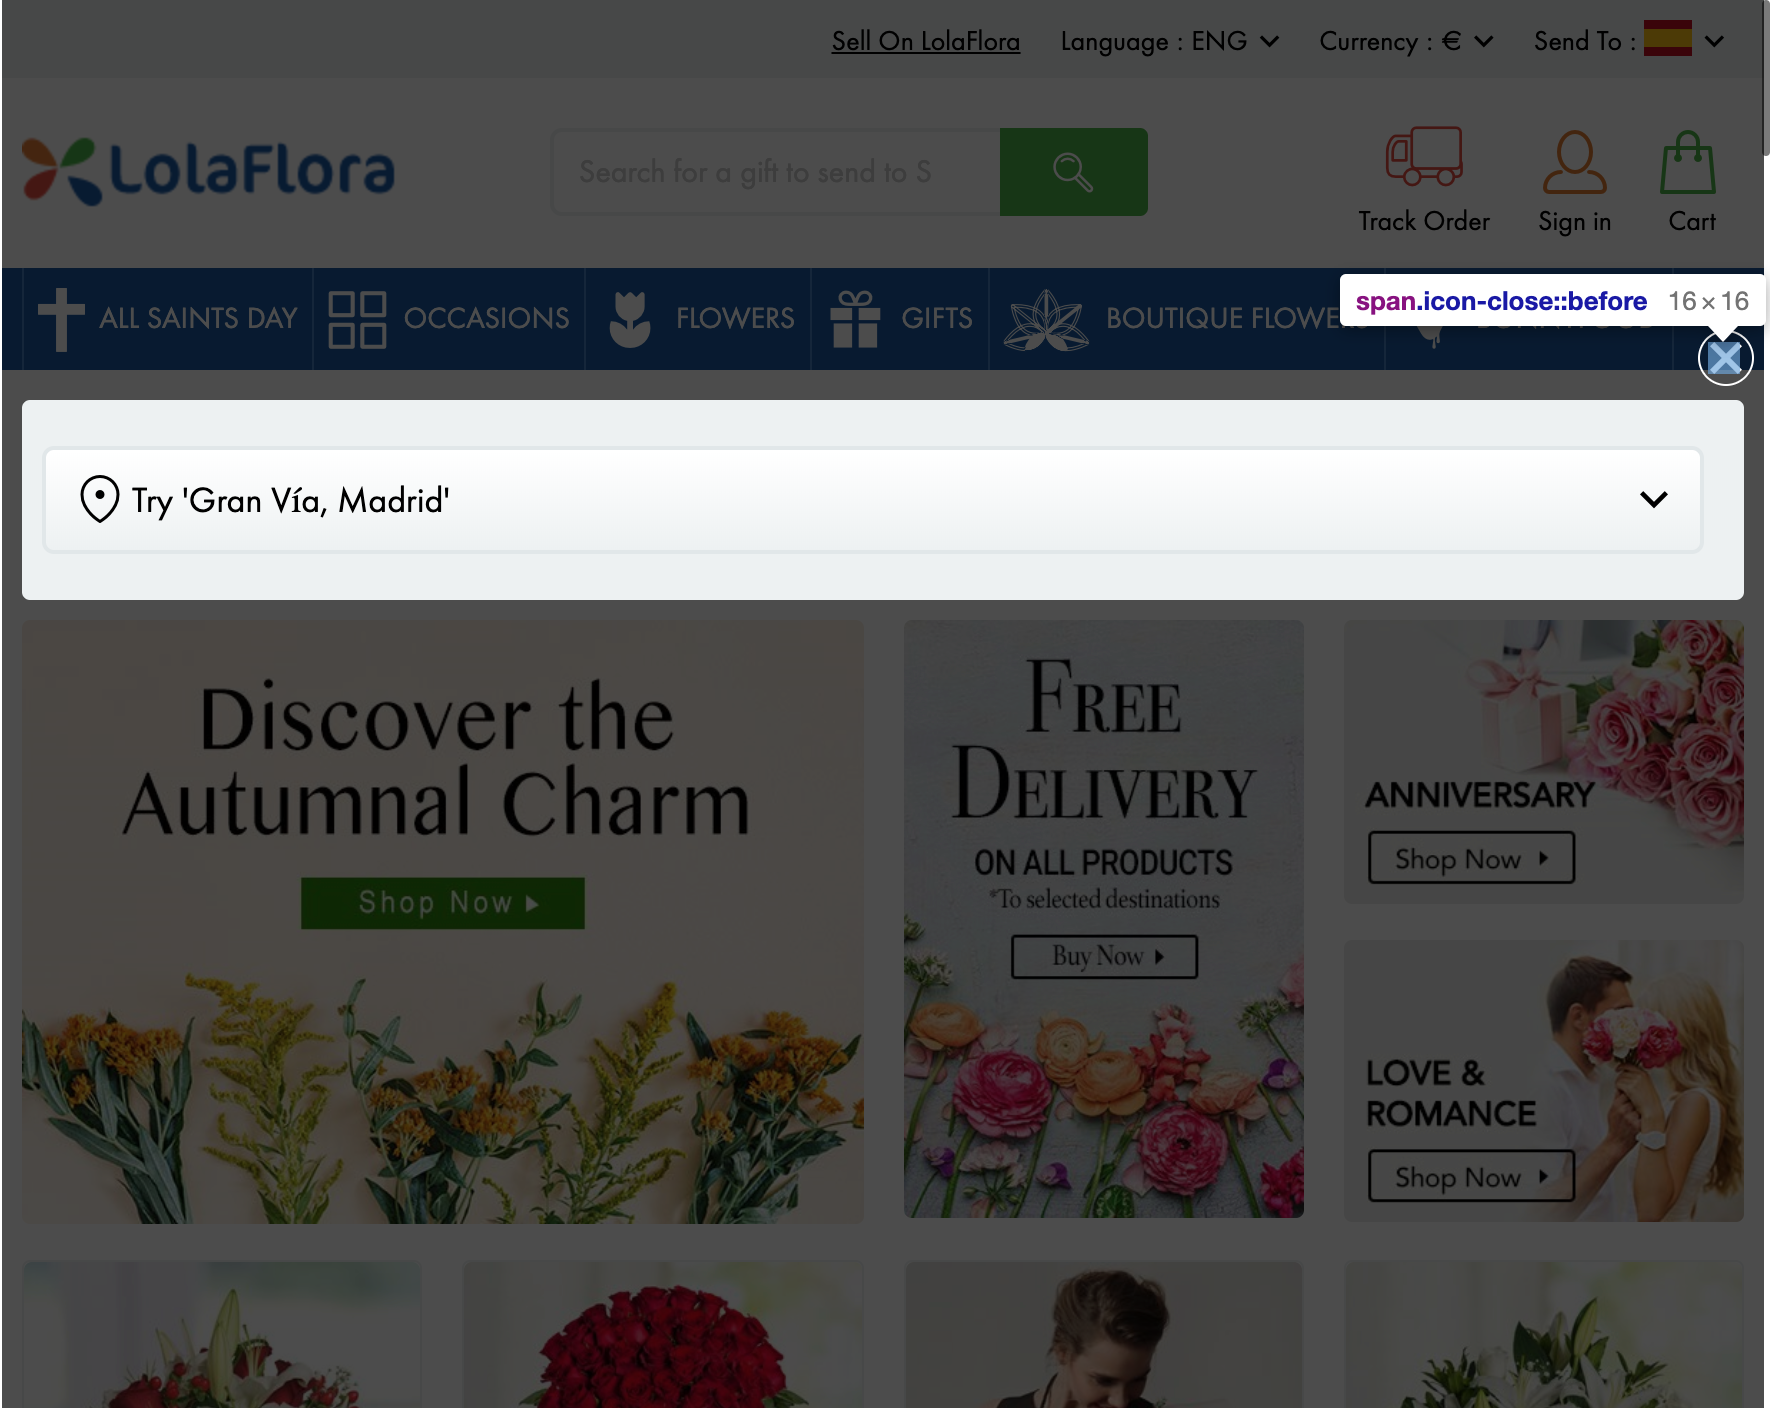 Sell On LolaFlora Language : ENG Currency : € Send To :
LolaFlora
Search for a gift to send to S
Track Order Sign in Cart
ALL SAINTS DAY OCCASIONS FLOWERS GIFTS BOUTIQUE FLOWERS
span.icon-close::before 16×16
Try 'Gran Vía, Madrid'
Discover the
Autumnal Charm
Shop Now
FREE
DELIVERY
ON ALL PRODUCTS
*To selected destinations
Buy Now
ANNIVERSARY
Shop Now
LOVE &
ROMANCE
Shop Now